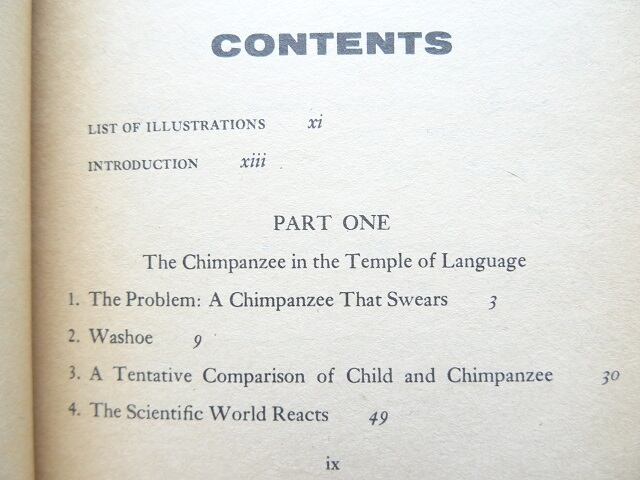 CONTENTS
LIST OF ILLUSTRATIONS xi
INTRODUCTION xiii
PART ONE
The Chimpanzee in the Temple of Language
1. The Problem: A Chimpanzee That Swears 3
2. Washoe 9
3. A Tentative Comparison of Child and Chimpanzee 30
4. The Scientific World Reacts 49
ix